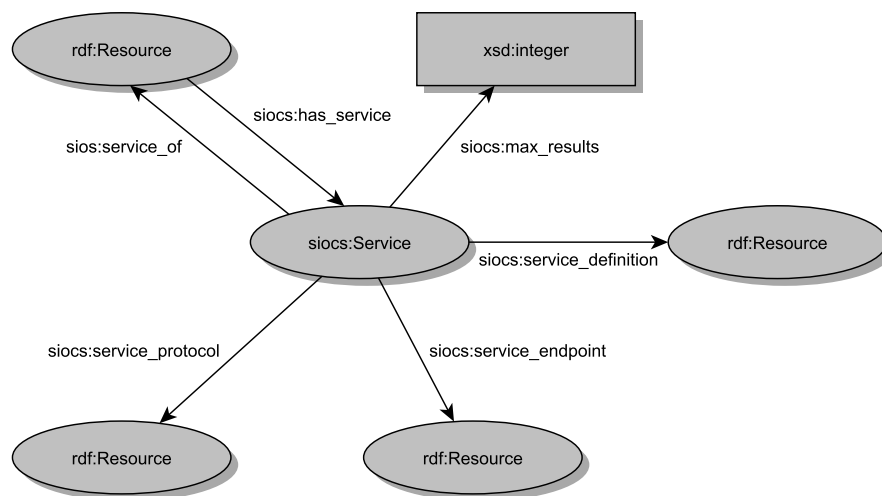 rdf:Resource
xsd:integer
siocs:has_service
sios:service_of
siocs:max_results
siocs:Service
rdf:Resource
siocs:service_definition
siocs:service_protocol
siocs:service_endpoint
rdf:Resource
rdf:Resource